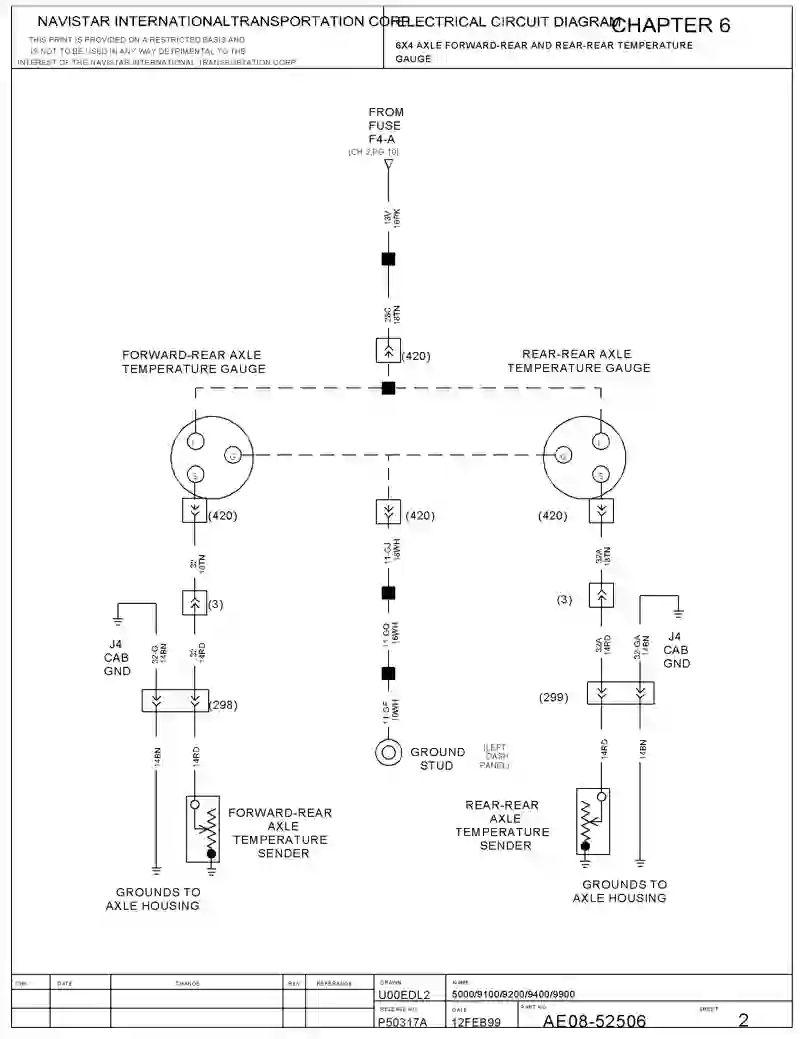 NAVISTAR INTERNATIONALTRANSPORTATION CORP.
THIS PRINT IS PROVIDED ON A RESTRICTED BASIS AND
IS NOT TO BE USED IN ANY WAY DETRIMENTAL TO THE
INTEREST OF THE NAVISTAR INTERNATIONAL TRANSPORTATION CORP
ELECTRICAL CIRCUIT DIAGRAM
CHAPTER 6
6X4 AXLE FORWARD-REAR AND REAR-REAR TEMPERATURE
GAUGE
FROM
FUSE
F4-A
(CH 2,PG 10)
13V
16PK
28C
18TN
(420)
FORWARD-REAR AXLE
TEMPERATURE GAUGE
REAR-REAR AXLE
TEMPERATURE GAUGE
I
G
S
I
G
S
(420)
(420)
(420)
32
18TN
11-GJ
18WH
32A
18TN
(3)
(3)
J4
CAB
GND
32-G
14BN
32
14RD
11-GQ
16WH
32A
14RD
32-GA
14BN
J4
CAB
GND
(298)
(299)
11-GF
10WH
14BN
14RD
GROUND
STUD
(LEFT
DASH
PANEL)
14RD
14BN
FORWARD-REAR
AXLE
TEMPERATURE
SENDER
REAR-REAR
AXLE
TEMPERATURE
SENDER
GROUNDS TO
AXLE HOUSING
GROUNDS TO
AXLE HOUSING
DATE
CHANGE
REV
REFERENCE
DRAWN
U00EDL2
NAME
5000/9100/9200/9400/9900
RELEASE NO.
P50317A
DATE
12FEB99
PART NO.
AE08-52506
SHEET
2